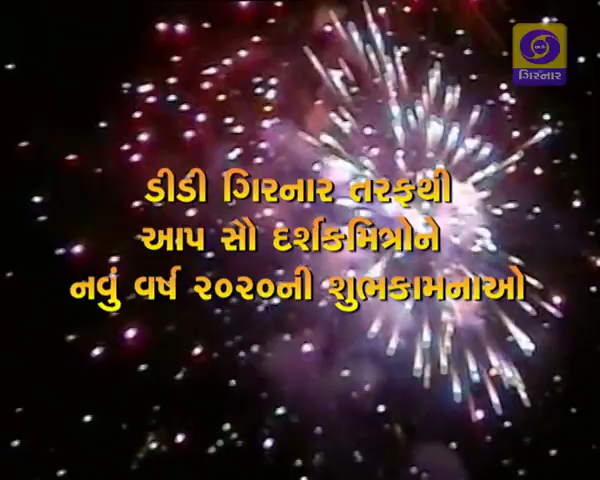 ગિરનાર
ડીડી ગિરનાર તરફથી
આપ સૌ દર્શકમિત્રોને
નવું વર્ષ ૨૦૨૦ની શુભકામનાઓ